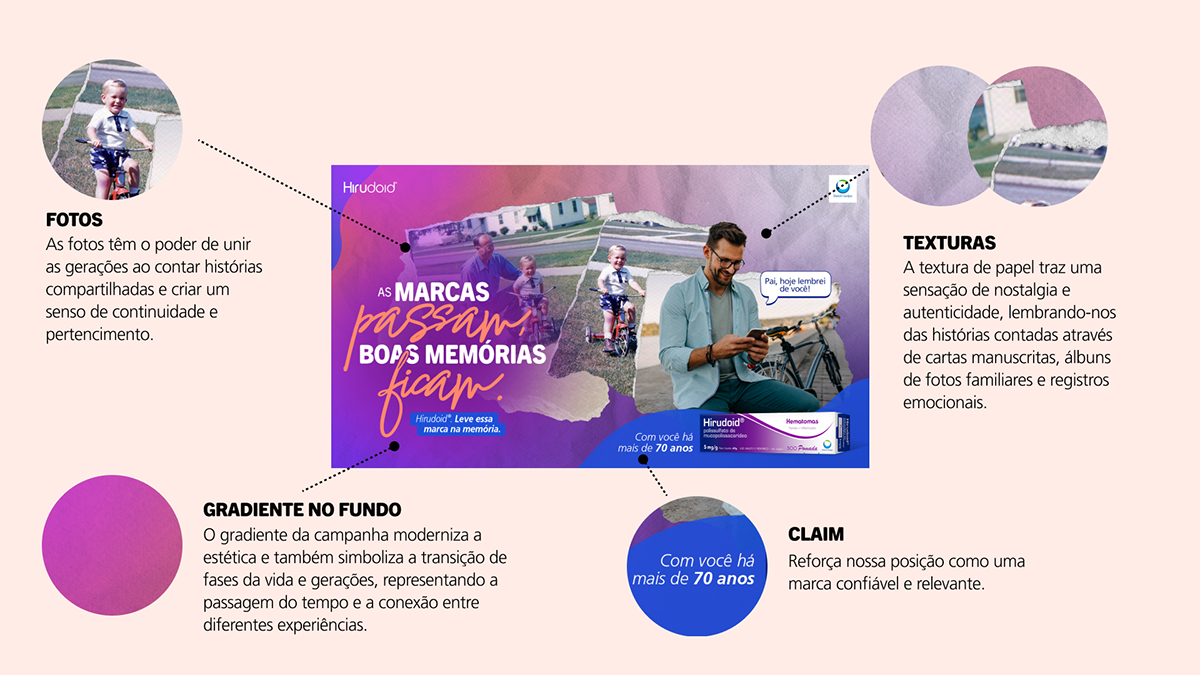 FOTOS
As fotos têm o poder de unir
as gerações ao contar histórias
compartilhadas e criar um
senso de continuidade e
pertencimento.
Hirudoid®
AS MARCAS
passam.
BOAS MEMÓRIAS
ficam.
Hirudoid®. Leve essa
marca na memória.
Pai, hoje lembrei
de você!
Com você há
mais de 70 anos
Hirudoid®
polissulfato de
mucopolissacarídeo
5 mg/g
Hematomas
300 Pomada
TEXTURAS
A textura de papel traz uma
sensação de nostalgia e
autenticidade, lembrando-nos
das histórias contadas através
de cartas manuscritas, álbuns
de fotos familiares e registros
emocionais.
GRADIENTE NO FUNDO
O gradiente da campanha moderniza a
estética e também simboliza a transição de
fases da vida e gerações, representando a
passagem do tempo e a conexão entre
diferentes experiências.
Com você há
mais de 70 anos
CLAIM
Reforça nossa posição como uma
marca confiável e relevante.